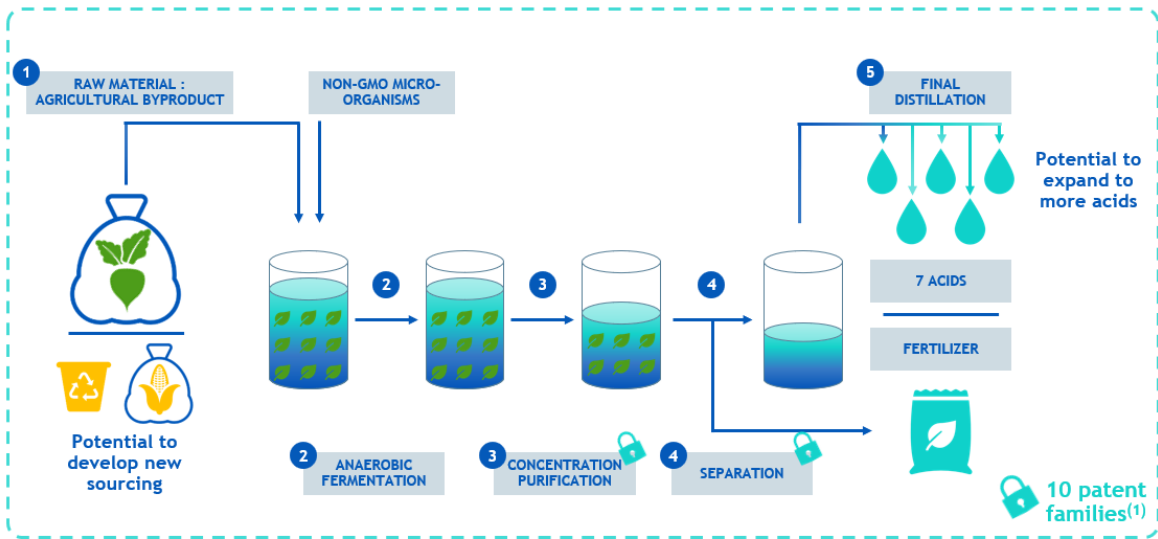 1
RAW MATERIAL :
AGRICULTURAL BYPRODUCT
NON-GMO MICRO-
ORGANISMS
5
FINAL
DISTILLATION
Potential to
expand to
more acids
2
3
4
7 ACIDS
FERTILIZER
Potential to
develop new
sourcing
2
ANAEROBIC
FERMENTATION
3
CONCENTRATION
PURIFICATION
4
SEPARATION
10 patent
families(1)